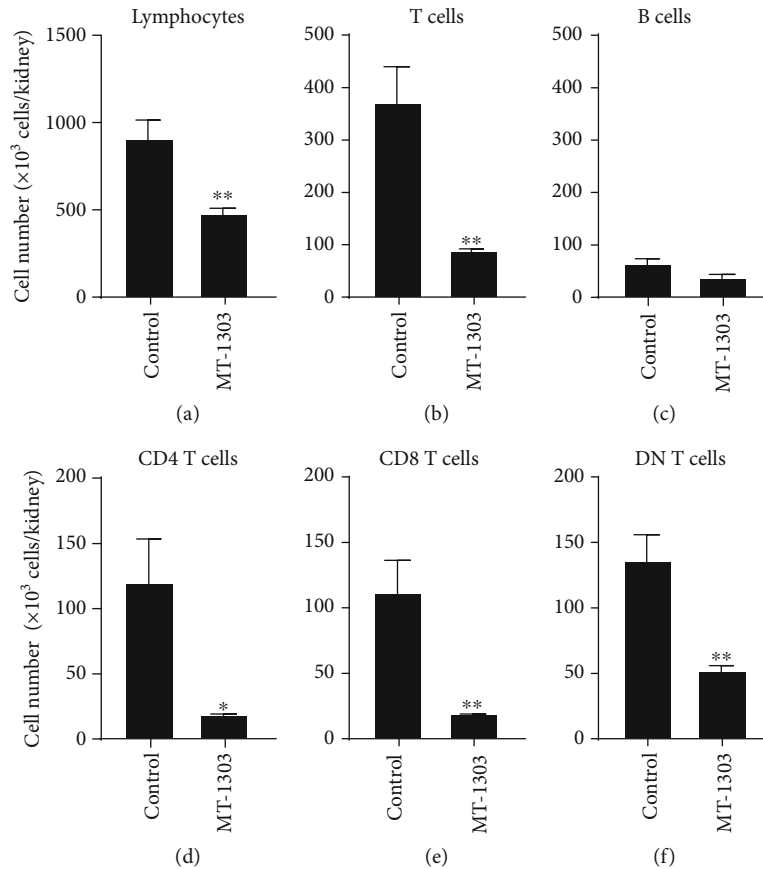 Lymphocytes
Cell number (×10³ cells/kidney)
1500
1000
500
0
**
Control
MT-1303
(a)
T cells
500
400
300
200
100
0
**
Control
MT-1303
(b)
B cells
500
400
300
200
100
0
Control
MT-1303
(c)
CD4 T cells
Cell number (×10³ cells/kidney)
200
150
100
50
0
*
Control
MT-1303
(d)
CD8 T cells
200
150
100
50
0
**
Control
MT-1303
(e)
DN T cells
200
150
100
50
0
**
Control
MT-1303
(f)